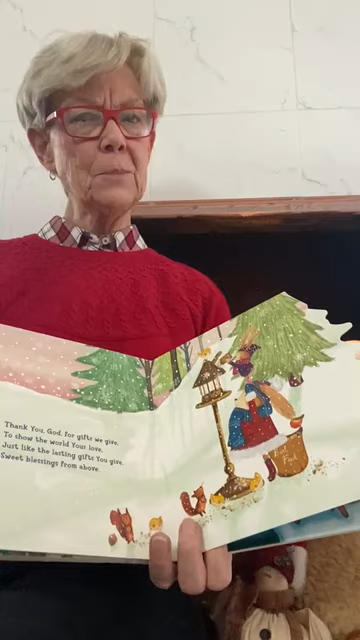 Thank You, God, for gifts we give,
To show the world Your love,
Just like the lasting gifts You give,
Sweet blessings from above.